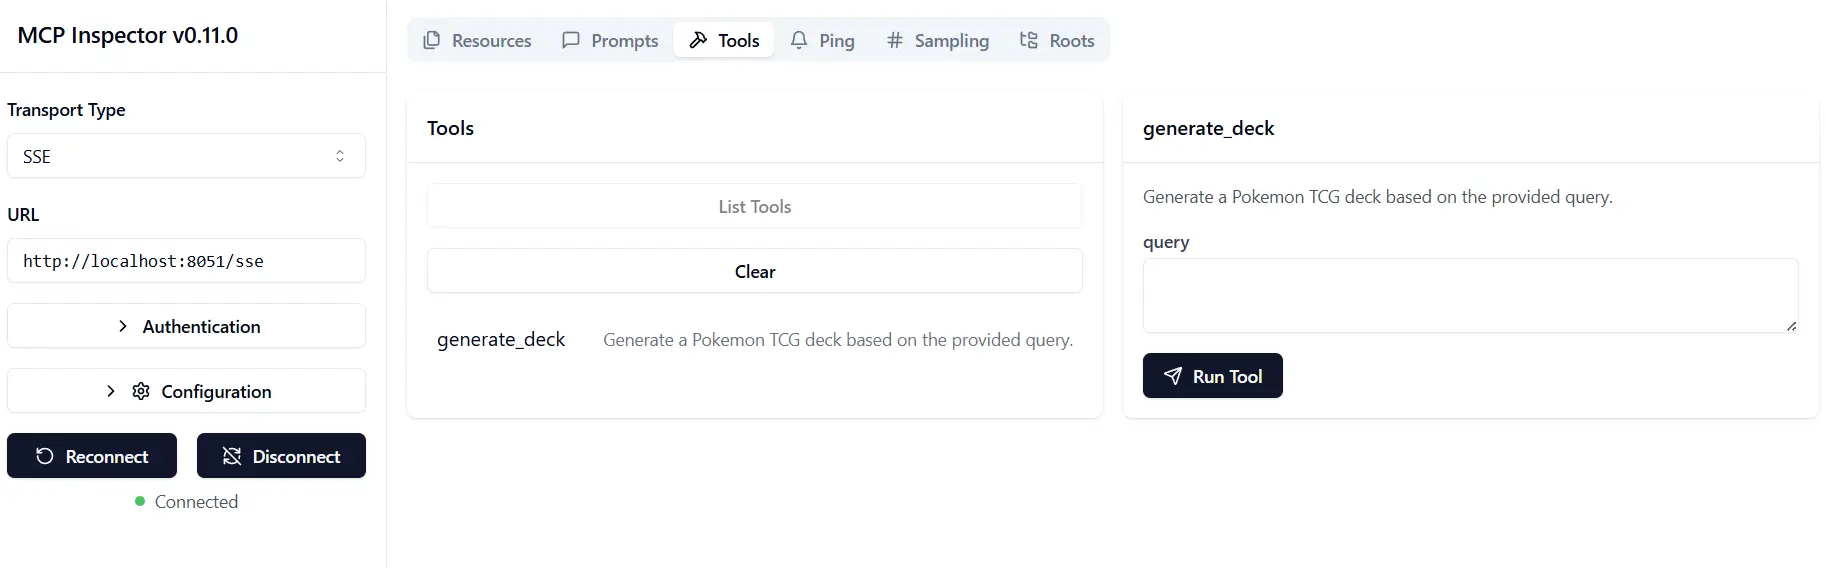 MCP Inspector v0.11.0
Transport Type
SSE
URL
http://localhost:8051/sse
Authentication
Configuration
Reconnect
Disconnect
Connected
Resources
Prompts
Tools
Ping
Sampling
Roots
Tools
List Tools
Clear
generate_deck
Generate a Pokemon TCG deck based on the provided query.
generate_deck
Generate a Pokemon TCG deck based on the provided query.
query
Run Tool